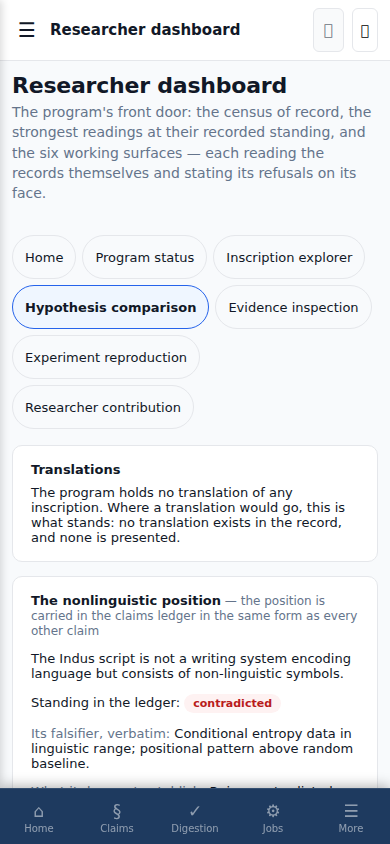 ☰ Researcher dashboard
Researcher dashboard
The program's front door: the census of record, the
strongest readings at their recorded standing, and
the six working surfaces — each reading the
records themselves and stating its refusals on its
face.
Home Program status Inscription explorer
Hypothesis comparison Evidence inspection
Experiment reproduction
Researcher contribution
Translations
The program holds no translation of any
inscription. Where a translation would go, this is
what stands: no translation exists in the record,
and none is presented.
The nonlinguistic position — the position is
carried in the claims ledger in the same form as every
other claim
The Indus script is not a writing system encoding
language but consists of non-linguistic symbols.
Standing in the ledger: contradicted
Its falsifier, verbatim: Conditional entropy data in
linguistic range; positional pattern above random
baseline.
Home Claims Digestion Jobs More